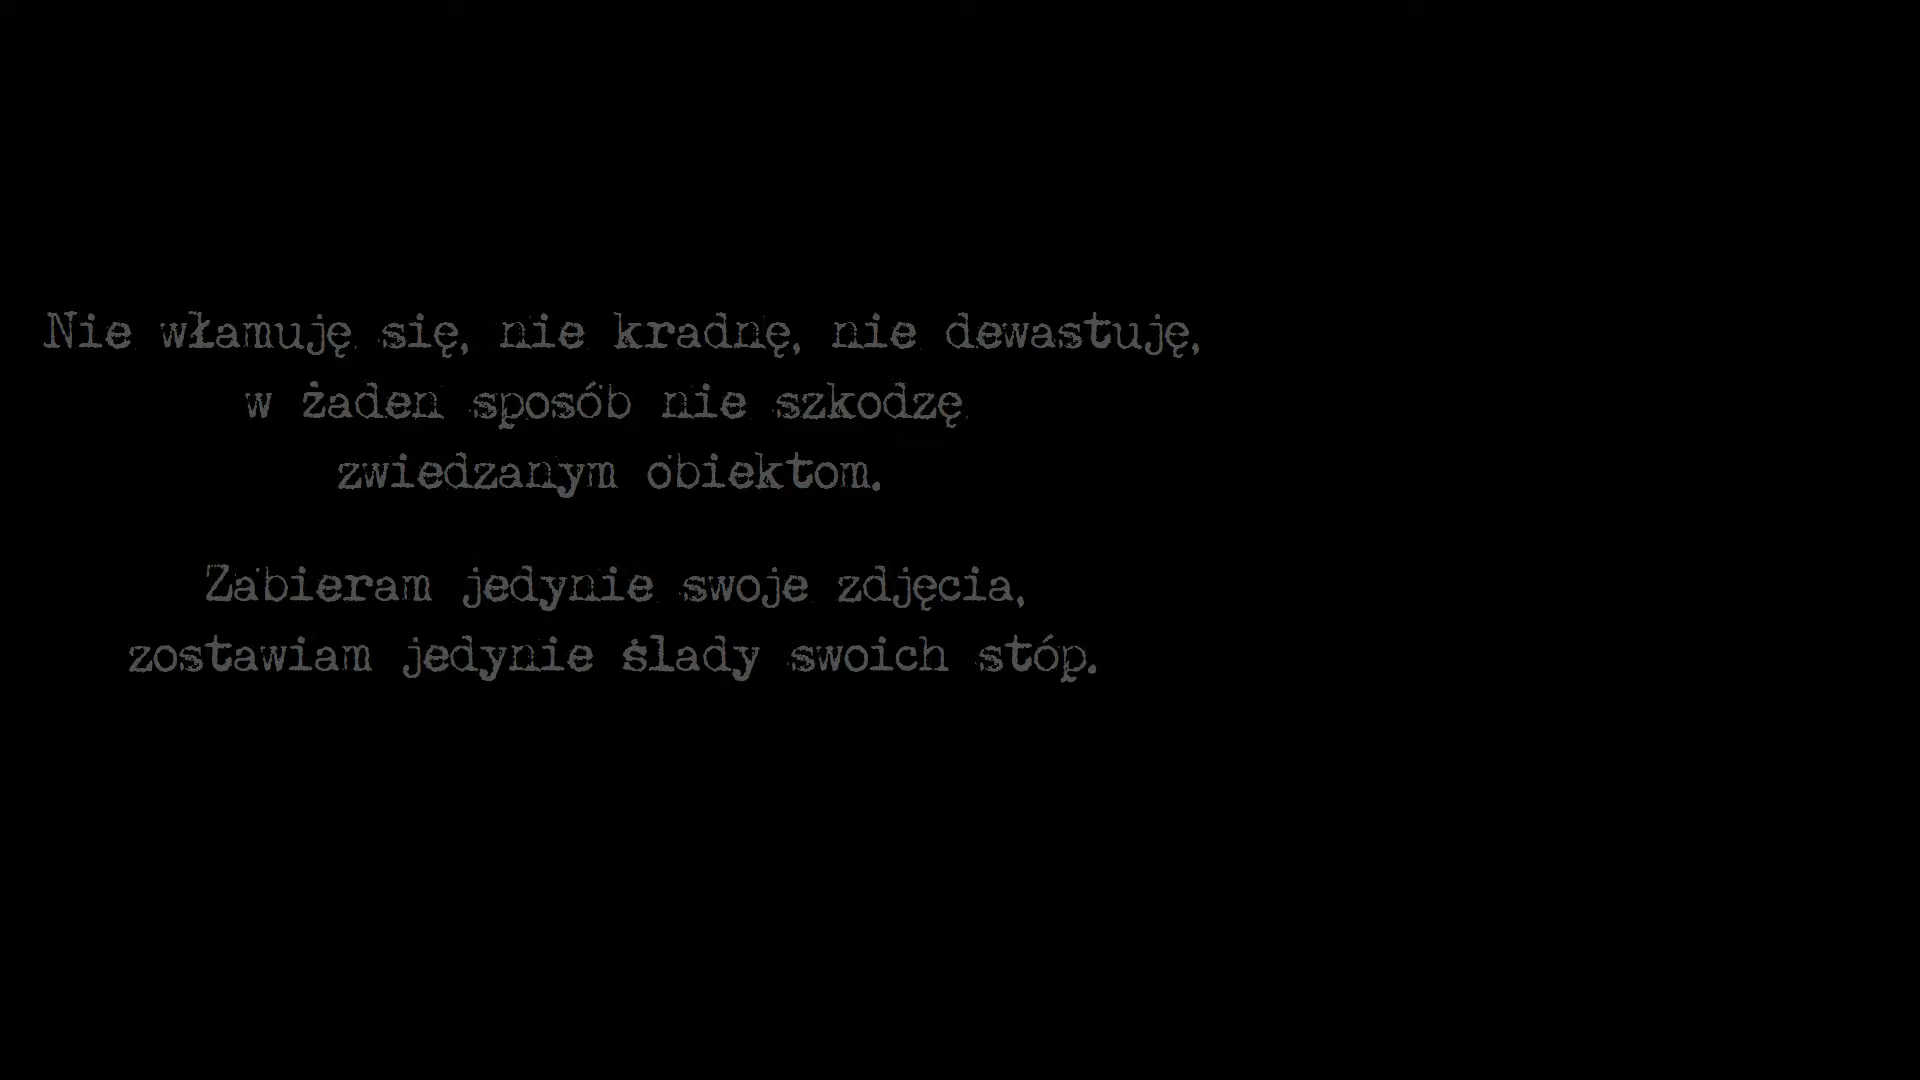 Nie włamuję się, nie kradnę, nie dewastuję,
w żaden sposób nie szkodzę
zwiedzanym obiektom.
Zabieram jedynie swoje zdjęcia,
zostawiam jedynie ślady swoich stóp.